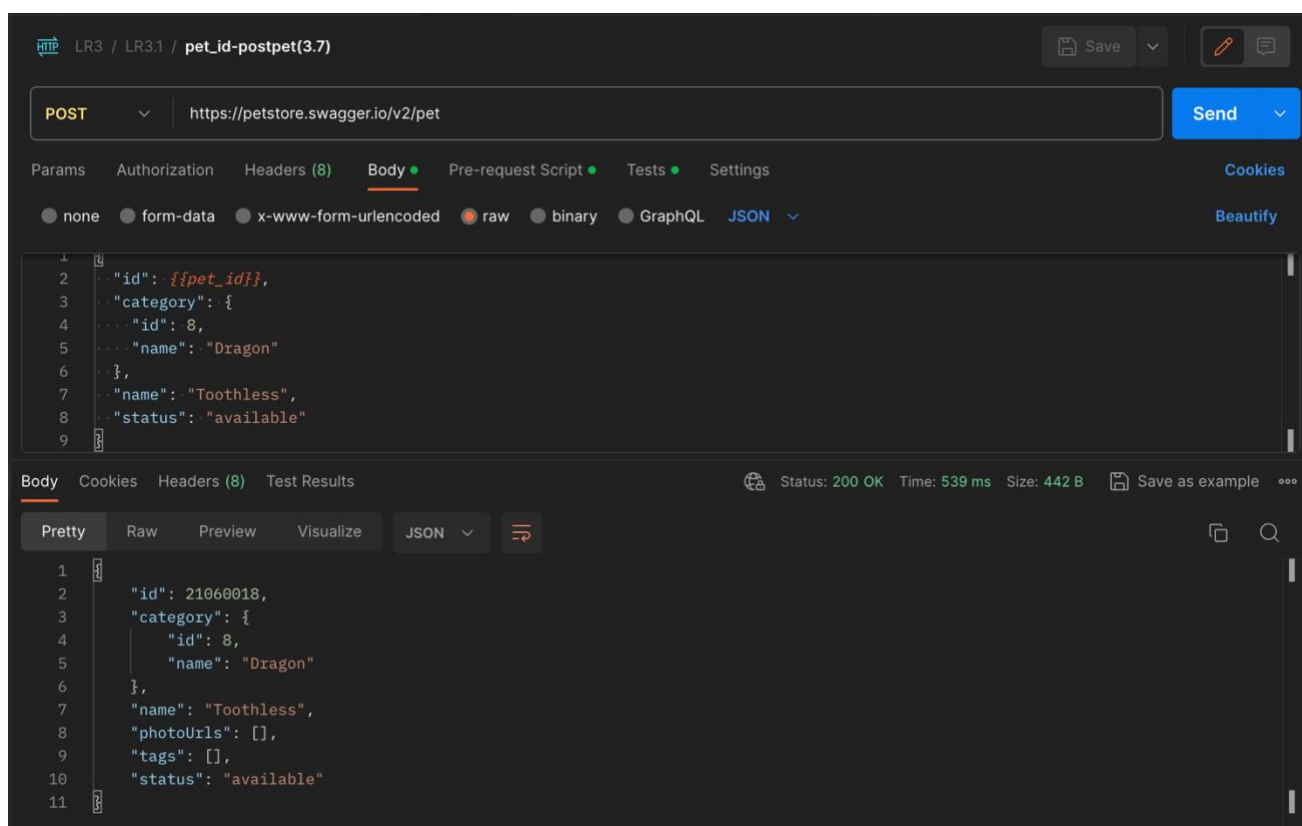 HTTP LR3 / LR3.1 / pet_id-postpet(3.7) Save
POST https://petstore.swagger.io/v2/pet Send
Params Authorization Headers (8) Body Pre-request Script Tests Settings Cookies
none form-data x-www-form-urlencoded raw binary GraphQL JSON Beautify
1 {
2 "id": {{pet_id}},
3 "category": {
4 "id": 8,
5 "name": "Dragon"
6 },
7 "name": "Toothless",
8 "status": "available"
9 }
Body Cookies Headers (8) Test Results Status: 200 OK Time: 539 ms Size: 442 B Save as example
Pretty Raw Preview Visualize JSON
1 {
2 "id": 21060018,
3 "category": {
4 "id": 8,
5 "name": "Dragon"
6 },
7 "name": "Toothless",
8 "photoUrls": [],
9 "tags": [],
10 "status": "available"
11 }